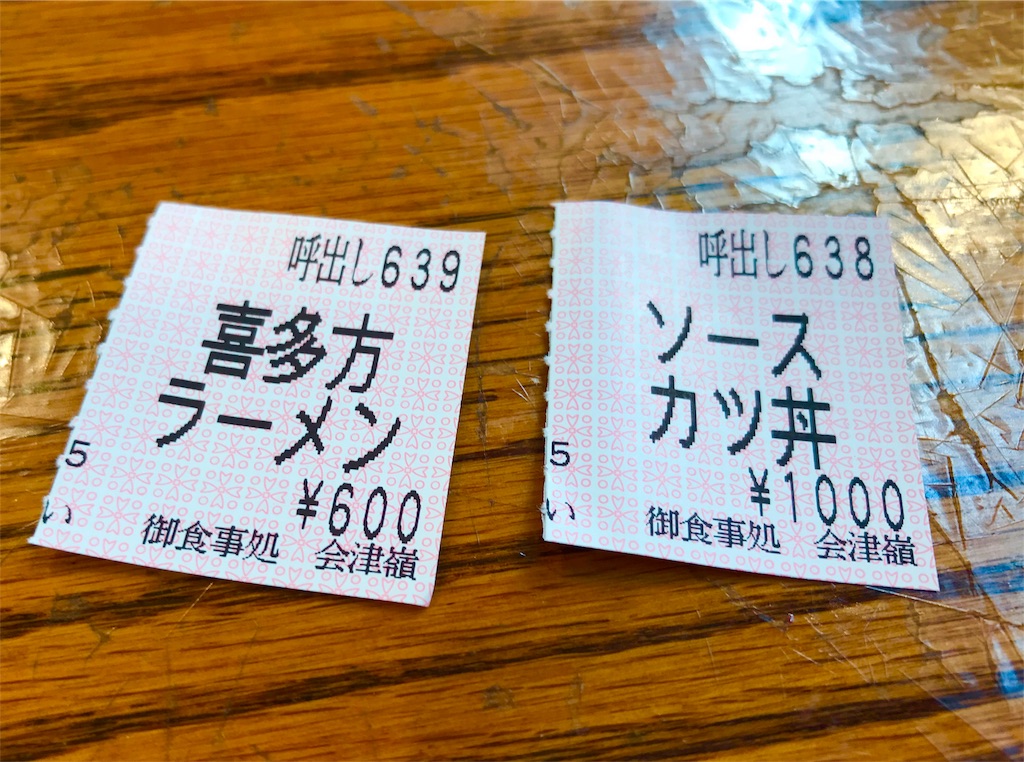 呼出し639
喜多方
ラーメン
¥600
5
い
御食事処 会津嶺
呼出し638
ソース
カツ丼
¥1000
5
い
御食事処 会津嶺